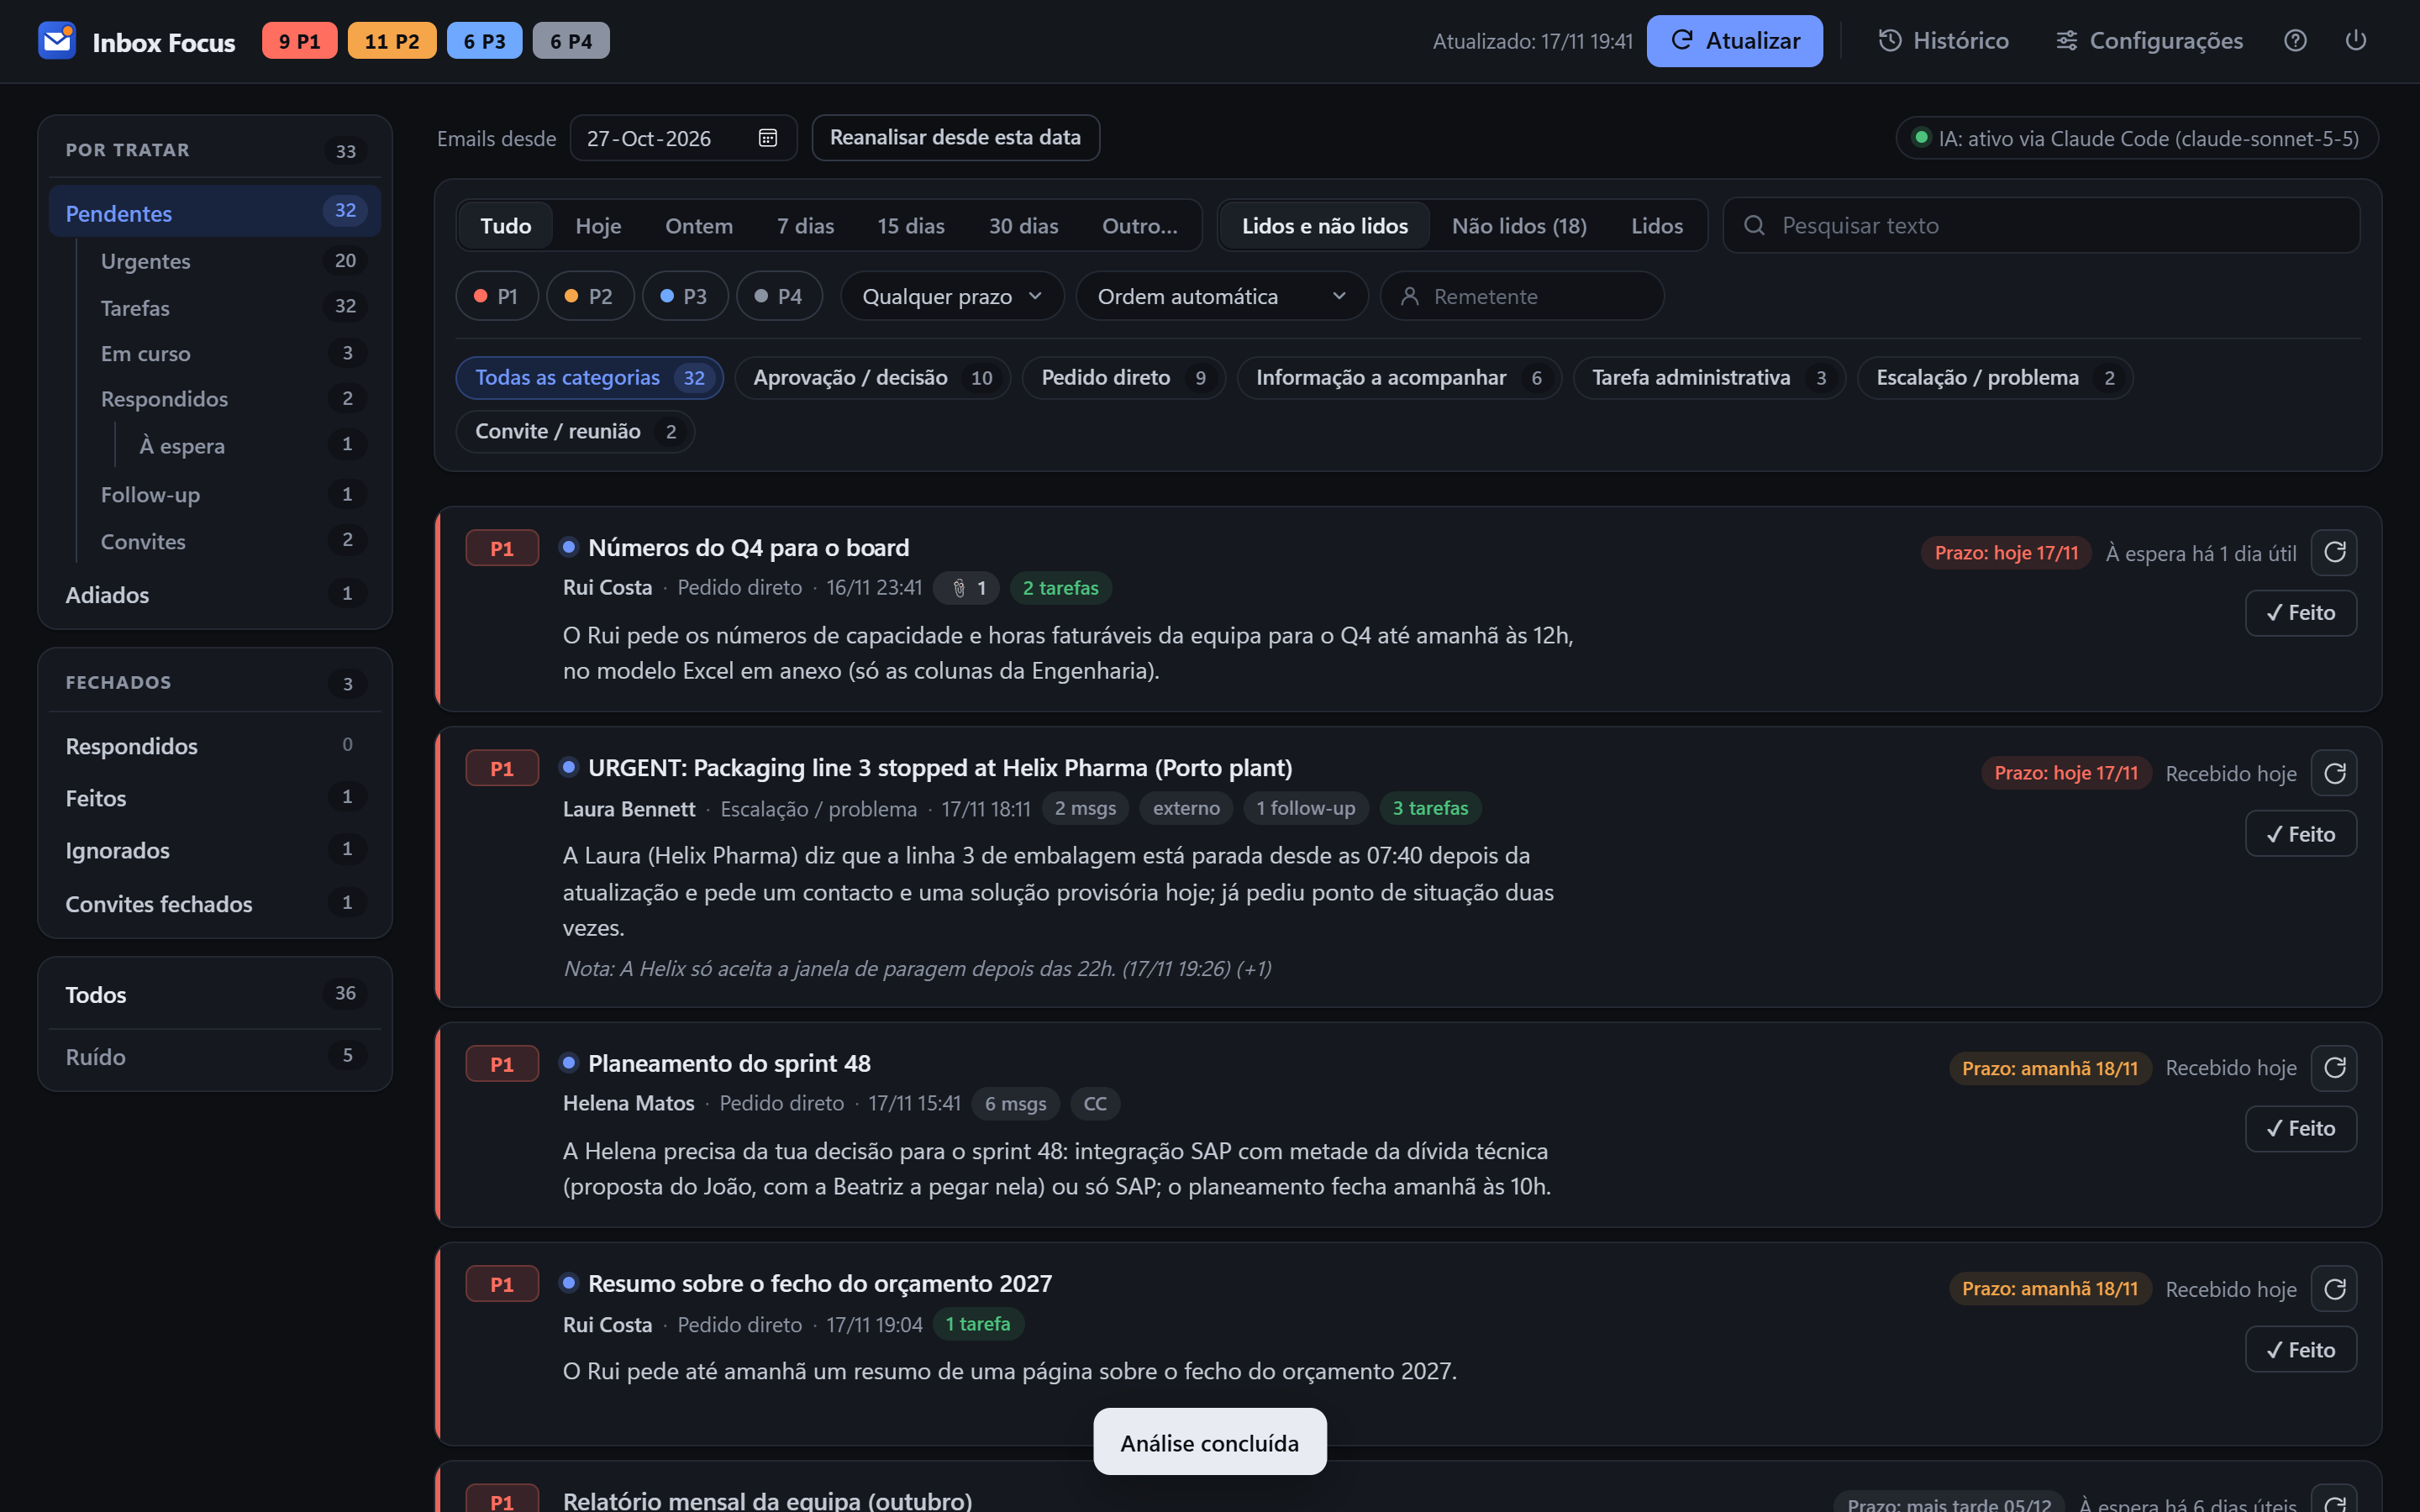 Inbox Focus
9 P1
11 P2
6 P3
6 P4
Atualizado: 17/11 19:41
Atualizar
Histórico
Configurações
POR TRATAR 33
Pendentes 32
Urgentes 20
Tarefas 32
Em curso 3
Respondidos 2
À espera 1
Follow-up 1
Convites 2
Adiados 1
FECHADOS 3
Respondidos 0
Feitos 1
Ignorados 1
Convites fechados 1
Todos 36
Ruído 5
Emails desde
27-Oct-2026
Reanalisar desde esta data
IA: ativo via Claude Code (claude-sonnet-5-5)
Tudo
Hoje
Ontem
7 dias
15 dias
30 dias
Outro...
Lidos e não lidos
Não lidos (18)
Lidos
Pesquisar texto
P1
P2
P3
P4
Qualquer prazo
Ordem automática
Remetente
Todas as categorias 32
Aprovação / decisão 10
Pedido direto 9
Informação a acompanhar 6
Tarefa administrativa 3
Escalação / problema 2
Convite / reunião 2
P1
Números do Q4 para o board
Prazo: hoje 17/11
À espera há 1 dia útil
Rui Costa · Pedido direto · 16/11 23:41
1
2 tarefas
✓ Feito
O Rui pede os números de capacidade e horas faturáveis da equipa para o Q4 até amanhã às 12h,
no modelo Excel em anexo (só as colunas da Engenharia).
P1
URGENT: Packaging line 3 stopped at Helix Pharma (Porto plant)
Prazo: hoje 17/11
Recebido hoje
Laura Bennett · Escalação / problema · 17/11 18:11
2 msgs
externo
1 follow-up
3 tarefas
✓ Feito
A Laura (Helix Pharma) diz que a linha 3 de embalagem está parada desde as 07:40 depois da
atualização e pede um contacto e uma solução provisória hoje; já pediu ponto de situação duas
vezes.
Nota: A Helix só aceita a janela de paragem depois das 22h. (17/11 19:26) (+1)
P1
Planeamento do sprint 48
Prazo: amanhã 18/11
Recebido hoje
Helena Matos · Pedido direto · 17/11 15:41
6 msgs
CC
✓ Feito
A Helena precisa da tua decisão para o sprint 48: integração SAP com metade da dívida técnica
(proposta do João, com a Beatriz a pegar nela) ou só SAP; o planeamento fecha amanhã às 10h.
P1
Resumo sobre o fecho do orçamento 2027
Prazo: amanhã 18/11
Recebido hoje
Rui Costa · Pedido direto · 17/11 19:04
1 tarefa
✓ Feito
O Rui pede até amanhã um resumo de uma página sobre o fecho do orçamento 2027.
Análise concluída
P1
Relatório mensal da equipa (outubro)
Prazo: mais tarde 05/12
À espera há 6 dias úteis